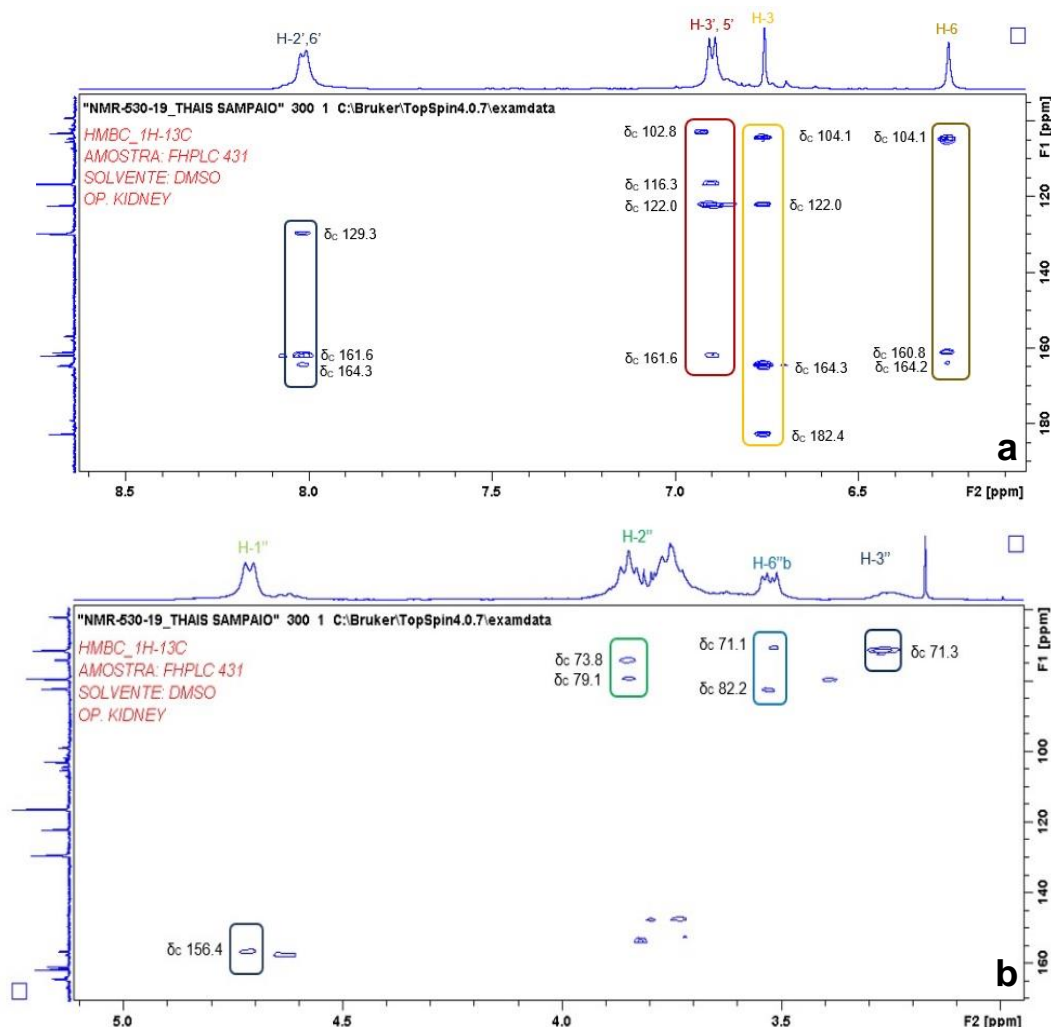 H-2',6'
H-3', 5'
H-3
H-6
"NMR-530-19_THAIS SAMPAIO" 300 1 C:\Bruker\TopSpin4.0.7\examdata
HMBC_1H-13C
AMOSTRA: FHPLC 431
SOLVENTE: DMSO
OP. KIDNEY
δC 102.8
δC 104.1
δC 104.1
δC 116.3
δC 122.0
δC 122.0
δC 129.3
δC 161.6
δC 164.3
δC 161.6
δC 164.3
δC 182.4
δC 160.8
δC 164.2
F1 [ppm]
120
140
160
180
a
8.5
8.0
7.5
7.0
6.5
F2 [ppm]
H-1"
H-2"
H-6"b
H-3"
"NMR-530-19_THAIS SAMPAIO" 300 1 C:\Bruker\TopSpin4.0.7\examdata
HMBC_1H-13C
AMOSTRA: FHPLC 431
SOLVENTE: DMSO
OP. KIDNEY
δC 73.8
δC 79.1
δC 71.1
δC 82.2
δC 71.3
δC 156.4
F1 [ppm]
80
100
120
140
160
b
5.0
4.5
4.0
3.5
F2 [ppm]